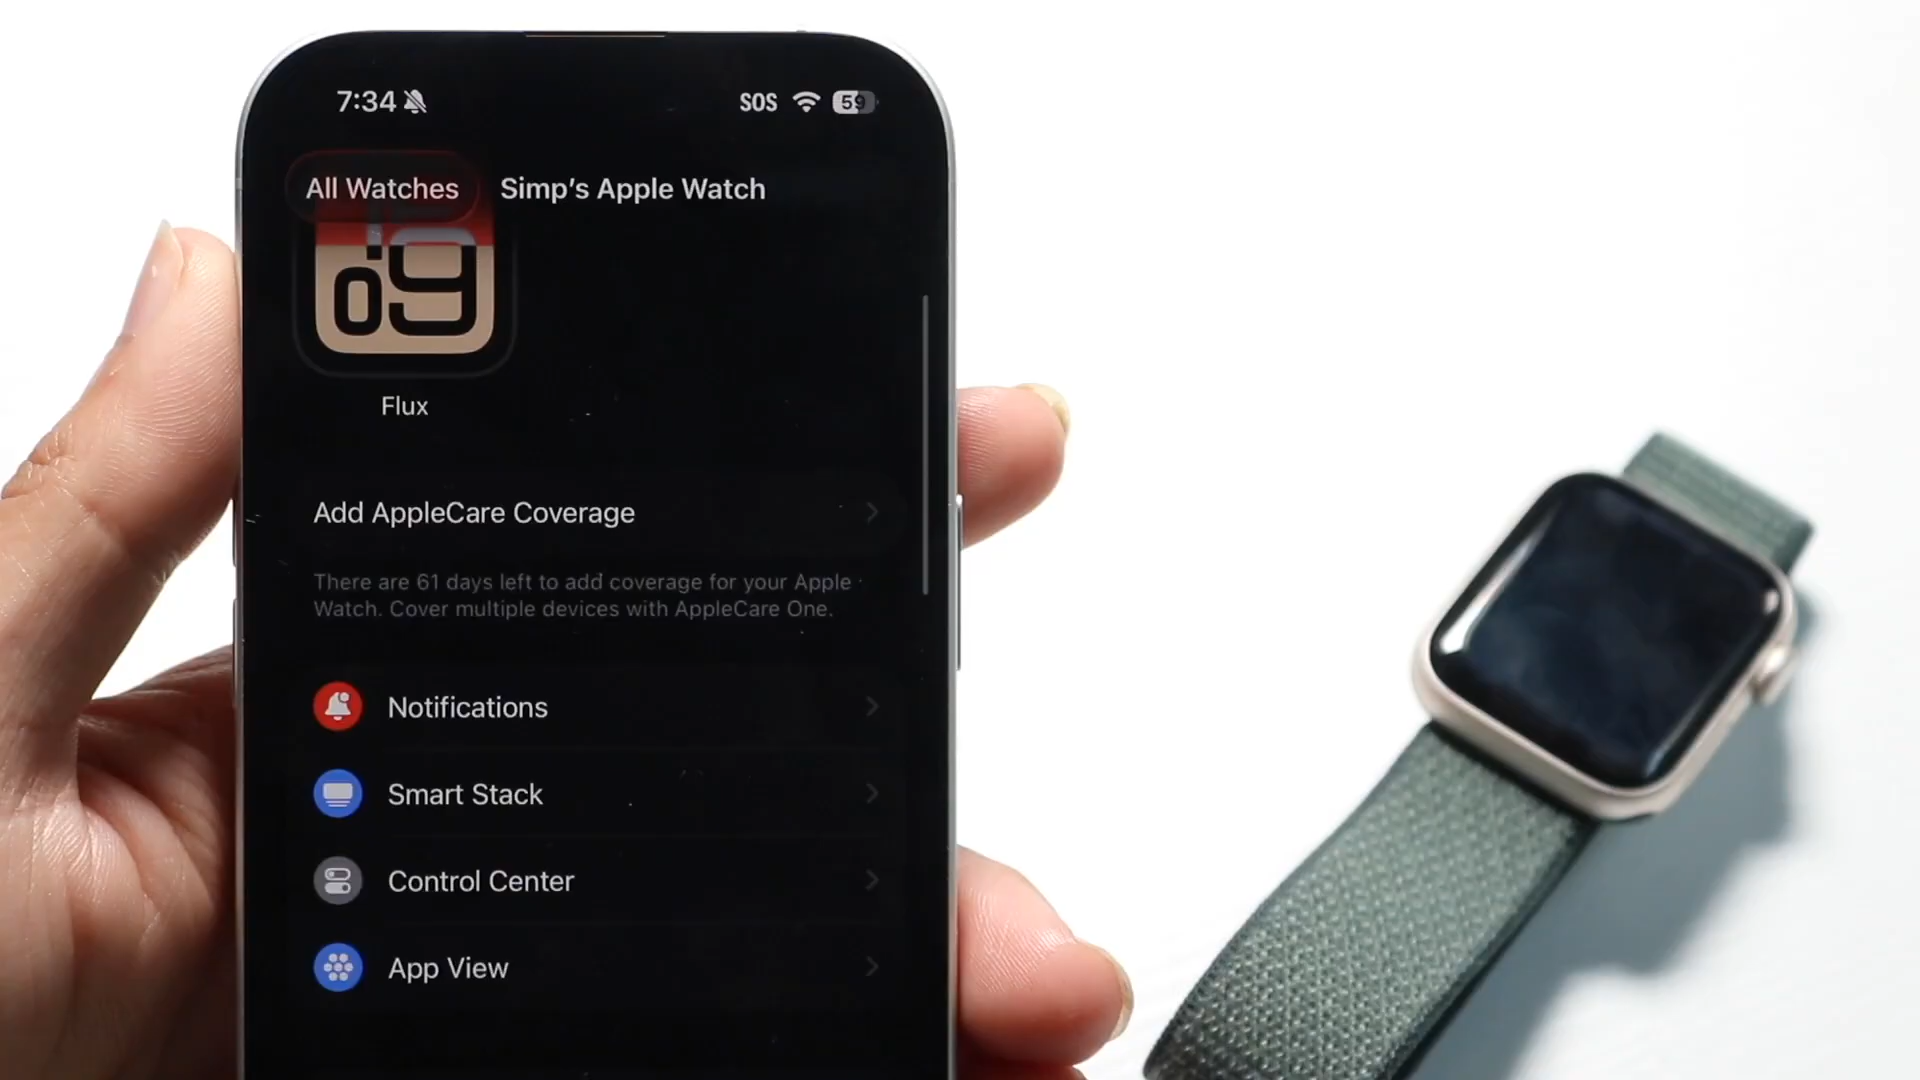 7:34
SOS
59
All Watches
Simp's Apple Watch
10
09
Flux
Add AppleCare Coverage
There are 61 days left to add coverage for your Apple
Watch. Cover multiple devices with AppleCare One.
Notifications
Smart Stack
Control Center
App View